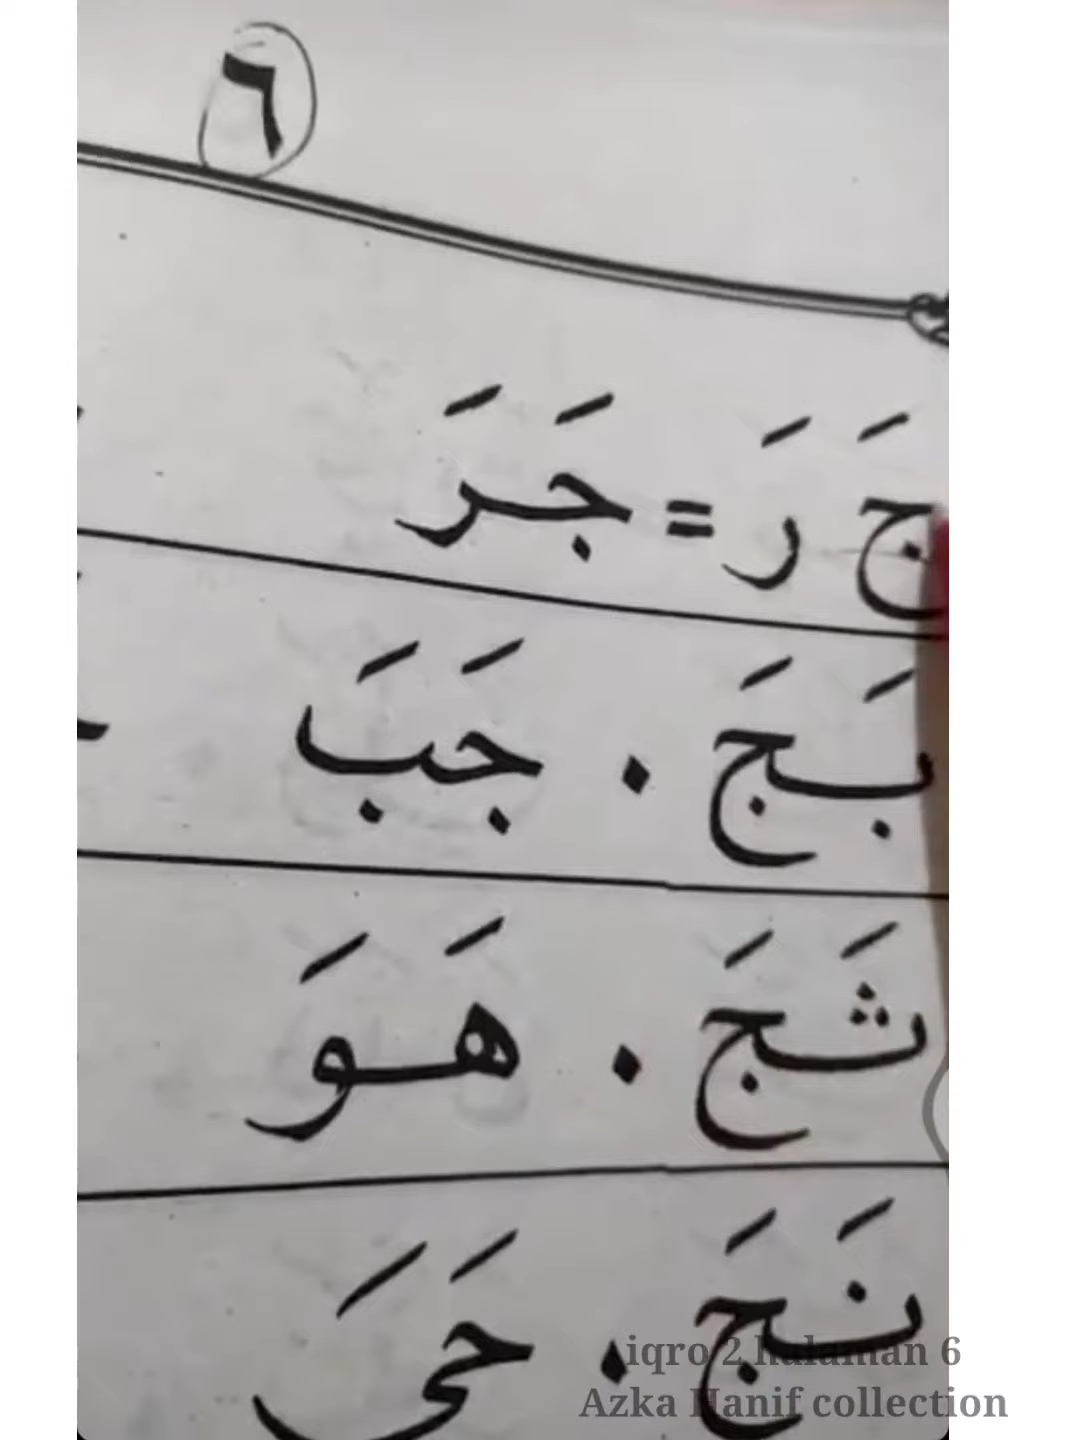 ٦
جَ رَ = جَرَ
بَجَ . جَبَ
ثَجَ . هَوَ
نَجَ . حَيَ
iqro 2 halaman 6
Azka Hanif collection